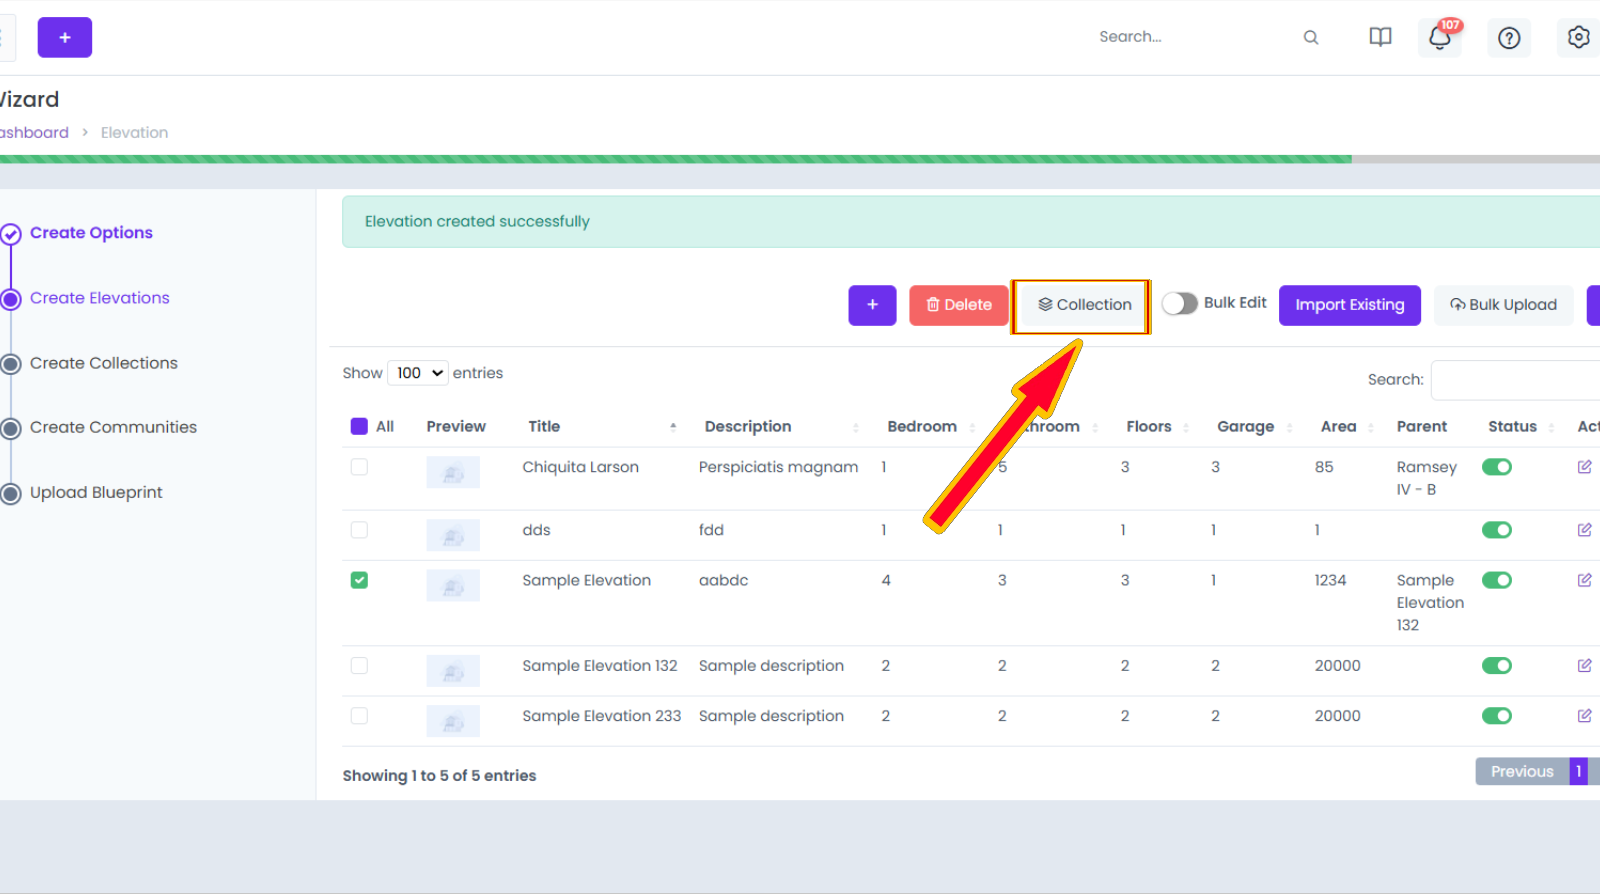 +
Search...
107
Wizard
ashboard > Elevation
Create Options
Create Elevations
Create Collections
Create Communities
Upload Blueprint
Elevation created successfully
+ Delete Collection Bulk Edit Import Existing Bulk Upload
Show 100 entries
Search:
All Preview Title Description Bedroom throom Floors Garage Area Parent Status Act
Chiquita Larson Perspiciatis magnam 1 5 3 3 85 Ramsey
IV - B
dds fdd 1 1 1 1 1
Sample Elevation aabdc 4 3 3 1 1234 Sample
Elevation
132
Sample Elevation 132 Sample description 2 2 2 2 20000
Sample Elevation 233 Sample description 2 2 2 2 20000
Showing 1 to 5 of 5 entries
Previous 1